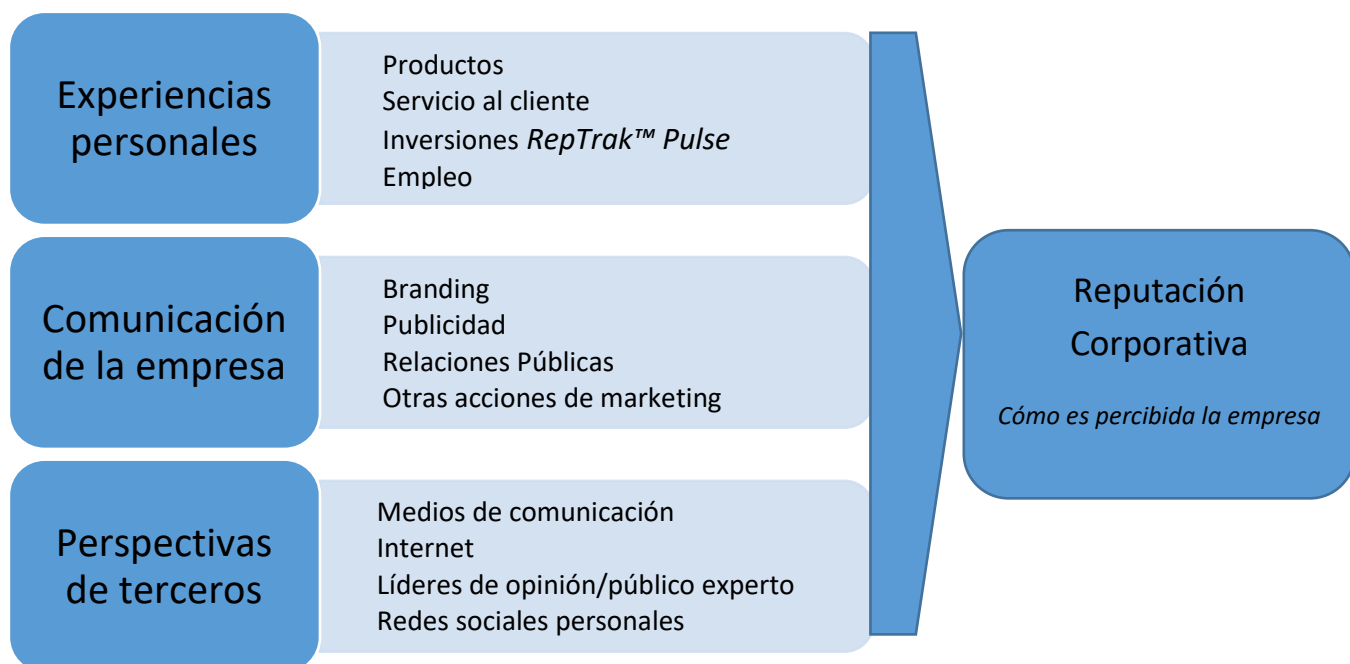 Experiencias
personales
Productos
Servicio al cliente
Inversiones RepTrak™ Pulse
Empleo
Comunicación
de la empresa
Branding
Publicidad
Relaciones Públicas
Otras acciones de marketing
Perspectivas
de terceros
Medios de comunicación
Internet
Líderes de opinión/público experto
Redes sociales personales
Reputación
Corporativa
Cómo es percibida la empresa